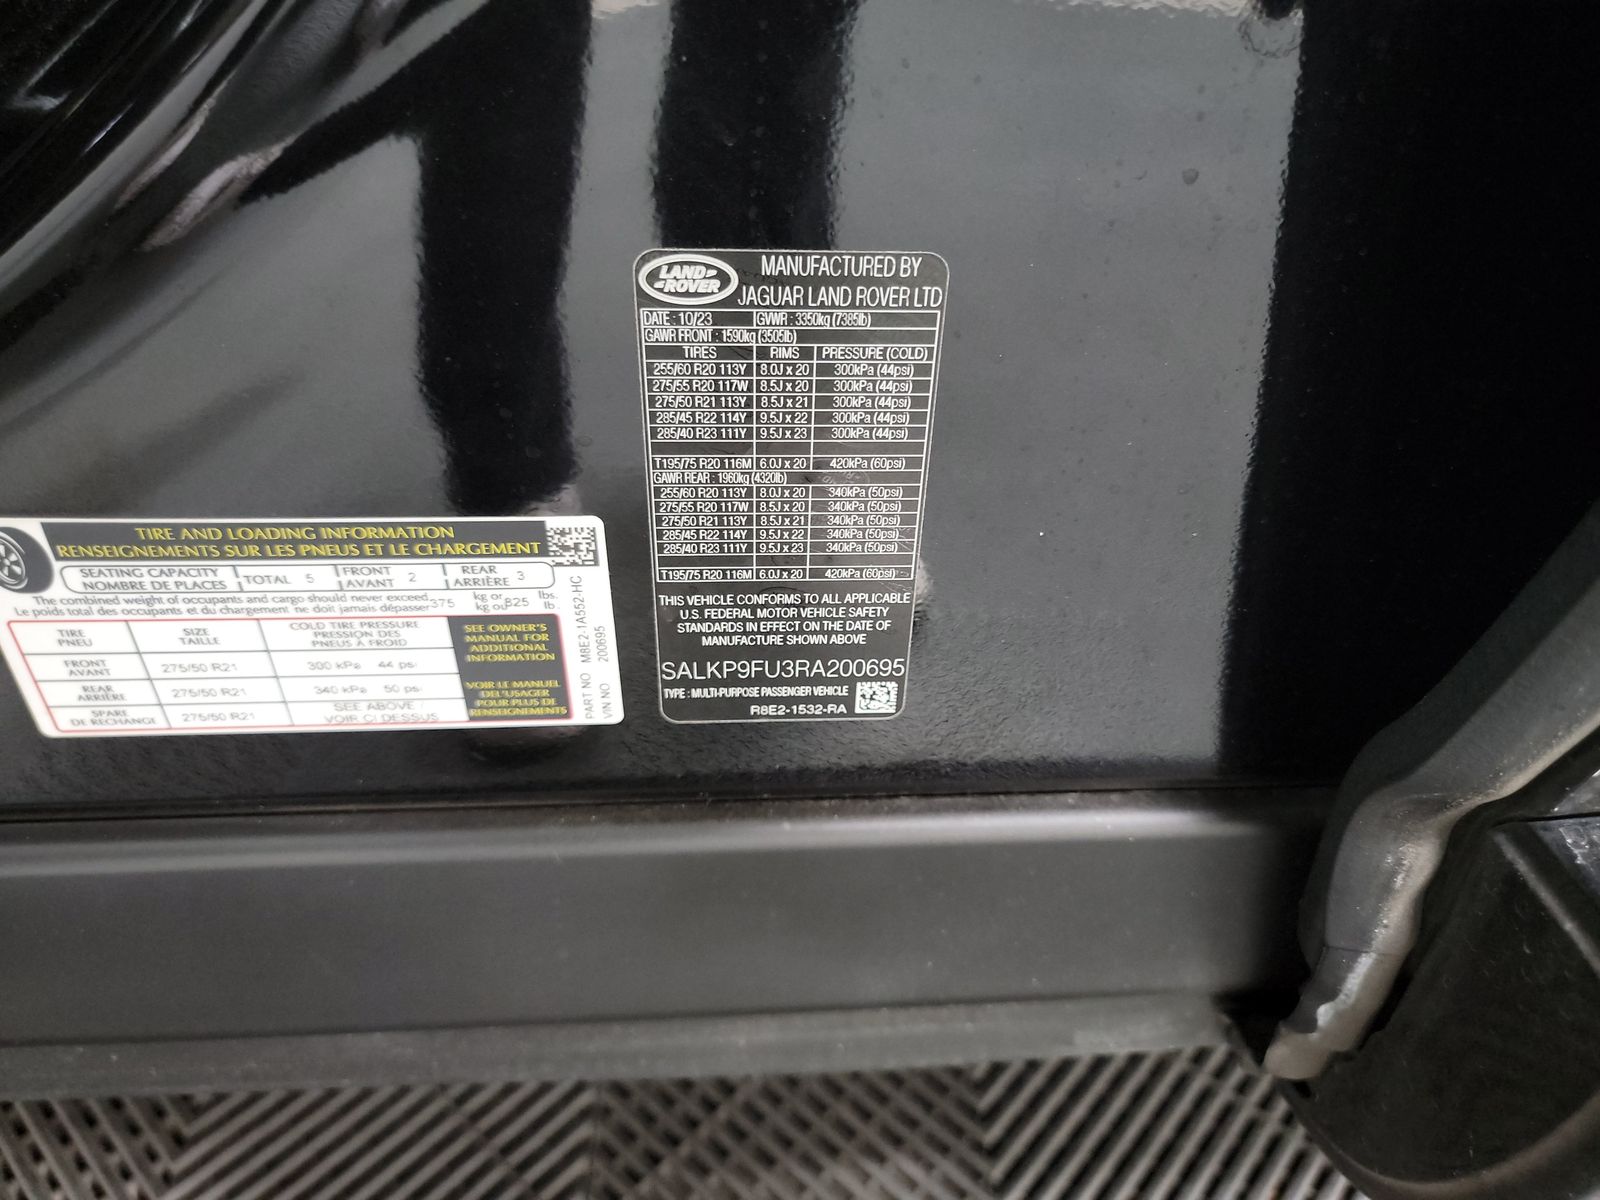 LAND ROVER
MANUFACTURED BY
JAGUAR LAND ROVER LTD
DATE : 10/23 GVWR : 3350kg (7385lb)
GAWR FRONT : 1590kg (3505lb)
TIRES RIMS PRESSURE (COLD)
255/60 R20 113Y 8.0J x 20 300kPa (44psi)
275/55 R20 117W 8.5J x 20 300kPa (44psi)
275/50 R21 113Y 8.5J x 21 300kPa (44psi)
285/45 R22 114Y 9.5J x 22 300kPa (44psi)
285/40 R23 111Y 9.5J x 23 300kPa (44psi)
T195/75 R20 116M 6.0J x 20 420kPa (60psi)
GAWR REAR : 1960kg (4320lb)
255/60 R20 113Y 8.0J x 20 340kPa (50psi)
275/55 R20 117W 8.5J x 20 340kPa (50psi)
275/50 R21 113Y 8.5J x 21 340kPa (50psi)
285/45 R22 114Y 9.5J x 22 340kPa (50psi)
285/40 R23 111Y 9.5J x 23 340kPa (50psi)
T195/75 R20 116M 6.0J x 20 420kPa (60psi)
THIS VEHICLE CONFORMS TO ALL APPLICABLE
U.S. FEDERAL MOTOR VEHICLE SAFETY
STANDARDS IN EFFECT ON THE DATE OF
MANUFACTURE SHOWN ABOVE
SALKP9FU3RA200695
TYPE : MULTI-PURPOSE PASSENGER VEHICLE
R8E2-1532-RA
TIRE AND LOADING INFORMATION
RENSEIGNEMENTS SUR LES PNEUS ET LE CHARGEMENT
SEATING CAPACITY
NOMBRE DE PLACES
TOTAL 5
FRONT
AVANT 2
REAR
ARRIÈRE 3
The combined weight of occupants and cargo should never exceed 375 kg or 825 lbs.
Le poids total des occupants et du chargement ne doit jamais dépasser kg ou lb.
TIRE
PNEU
SIZE
TAILLE
COLD TIRE PRESSURE
PRESSION DES
PNEUS À FROID
FRONT
AVANT
275/50 R21 300 kPa 44 psi
REAR
ARRIÈRE
275/50 R21 340 kPa 50 psi
SPARE
DE RECHANGE
275/50 R21
SEE ABOVE /
VOIR CI DESSUS
SEE OWNER'S
MANUAL FOR
ADDITIONAL
INFORMATION
VOIR LE MANUEL
DEL'USAGER
POUR PLUS DE
RENSEIGNEMENTS
PART NO M8E2-1A552-HC
VIN NO 200695